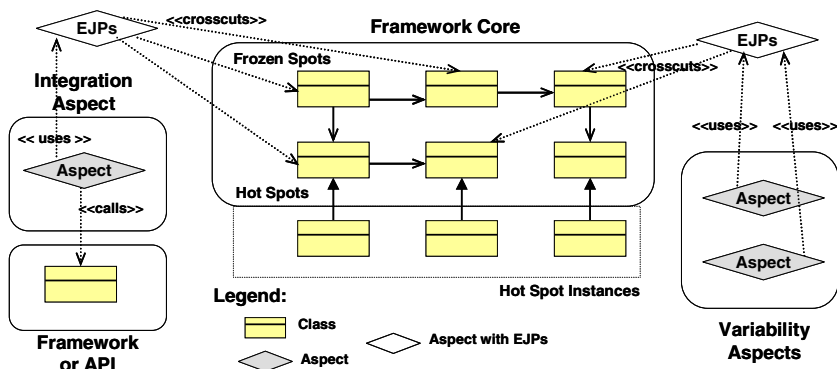 <<crosscuts>>
Framework Core
EJPs
EJPs
Frozen Spots
<<crosscuts>>
Integration
Aspect
<< uses >>
<<uses>>
<<uses>>
Aspect
<<calls>>
Hot Spots
Aspect
Aspect
Hot Spot Instances
Legend:
Class
Aspect with EJPs
Aspect
Framework
or API
Variability
Aspects